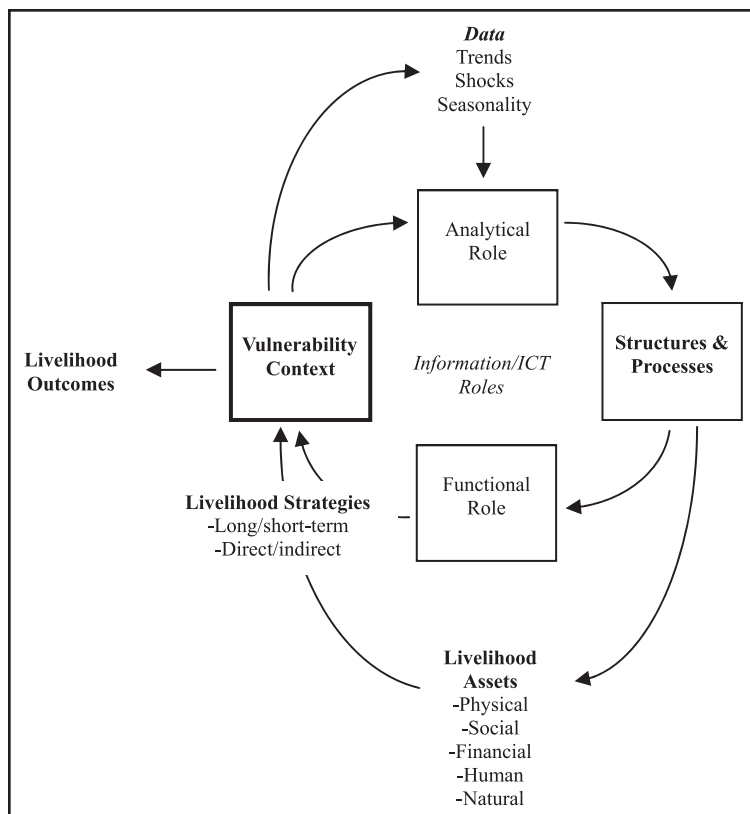 Data
Trends
Shocks
Seasonality
Analytical
Role
Vulnerability
Context
Structures &
Processes
Livelihood
Outcomes
Information/ICT
Roles
Functional
Role
Livelihood Strategies
-Long/short-term
-Direct/indirect
Livelihood
Assets
-Physical
-Social
-Financial
-Human
-Natural